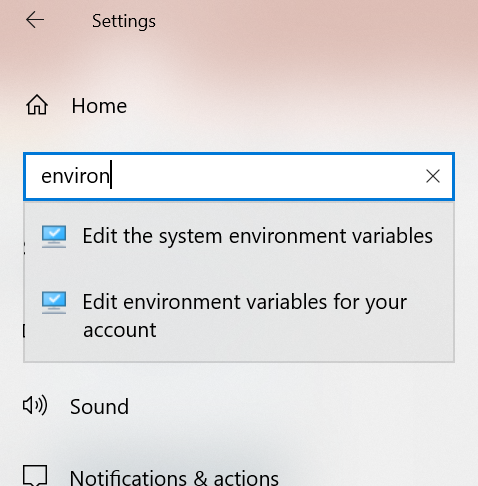 Settings
Home
environ
Edit the system environment variables
Edit environment variables for your
account
Sound
Notifications & actions